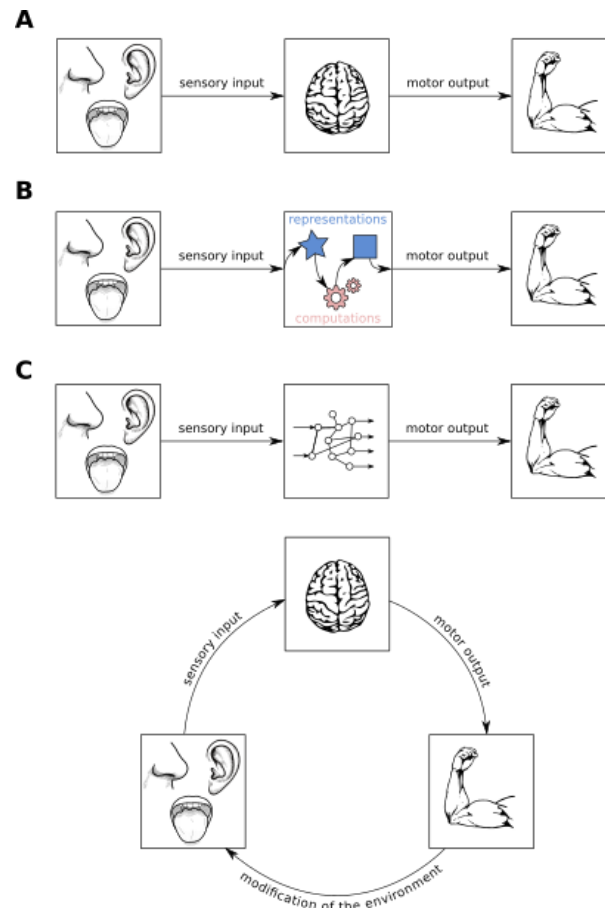 A
sensory input
motor output
B
representations
sensory input
motor output
computations
C
sensory input
motor output
sensory input
motor output
modification of the environment